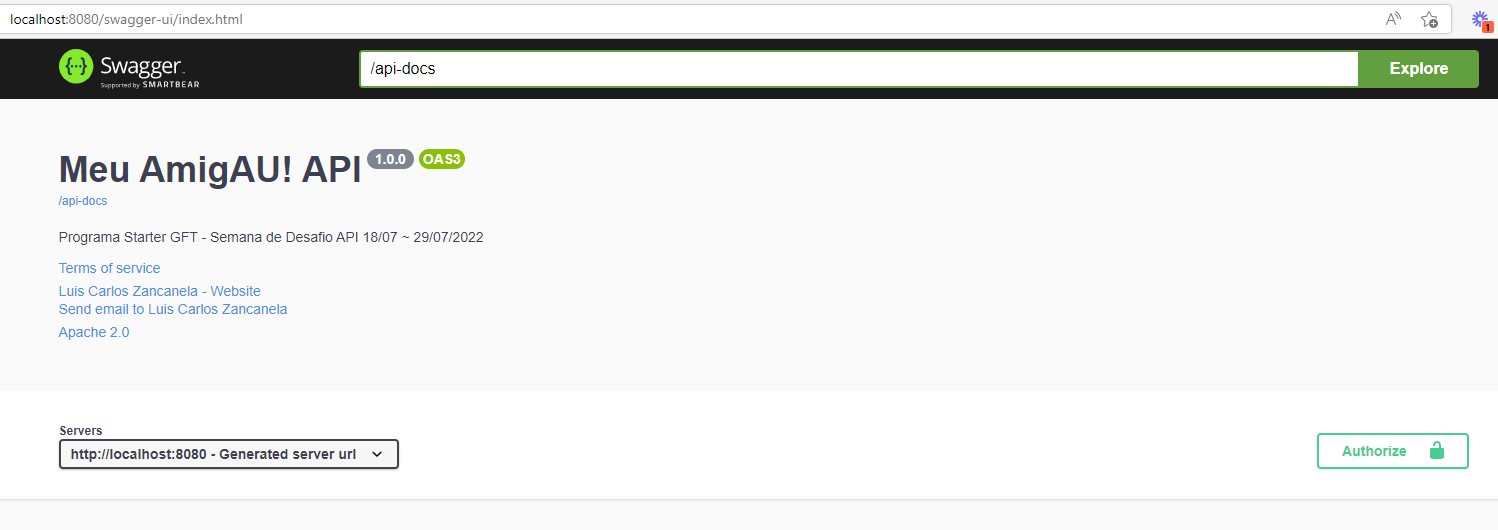 localhost:8080/swagger-ui/index.html
A
1
{···} Swagger.
Supported by SMARTBEAR
/api-docs
Explore
Meu AmigAU! API 1.0.0 OAS3
/api-docs
Programa Starter GFT - Semana de Desafio API 18/07 ~ 29/07/2022
Terms of service
Luis Carlos Zancanela - Website
Send email to Luis Carlos Zancanela
Apache 2.0
Servers
http://localhost:8080 - Generated server url
Authorize